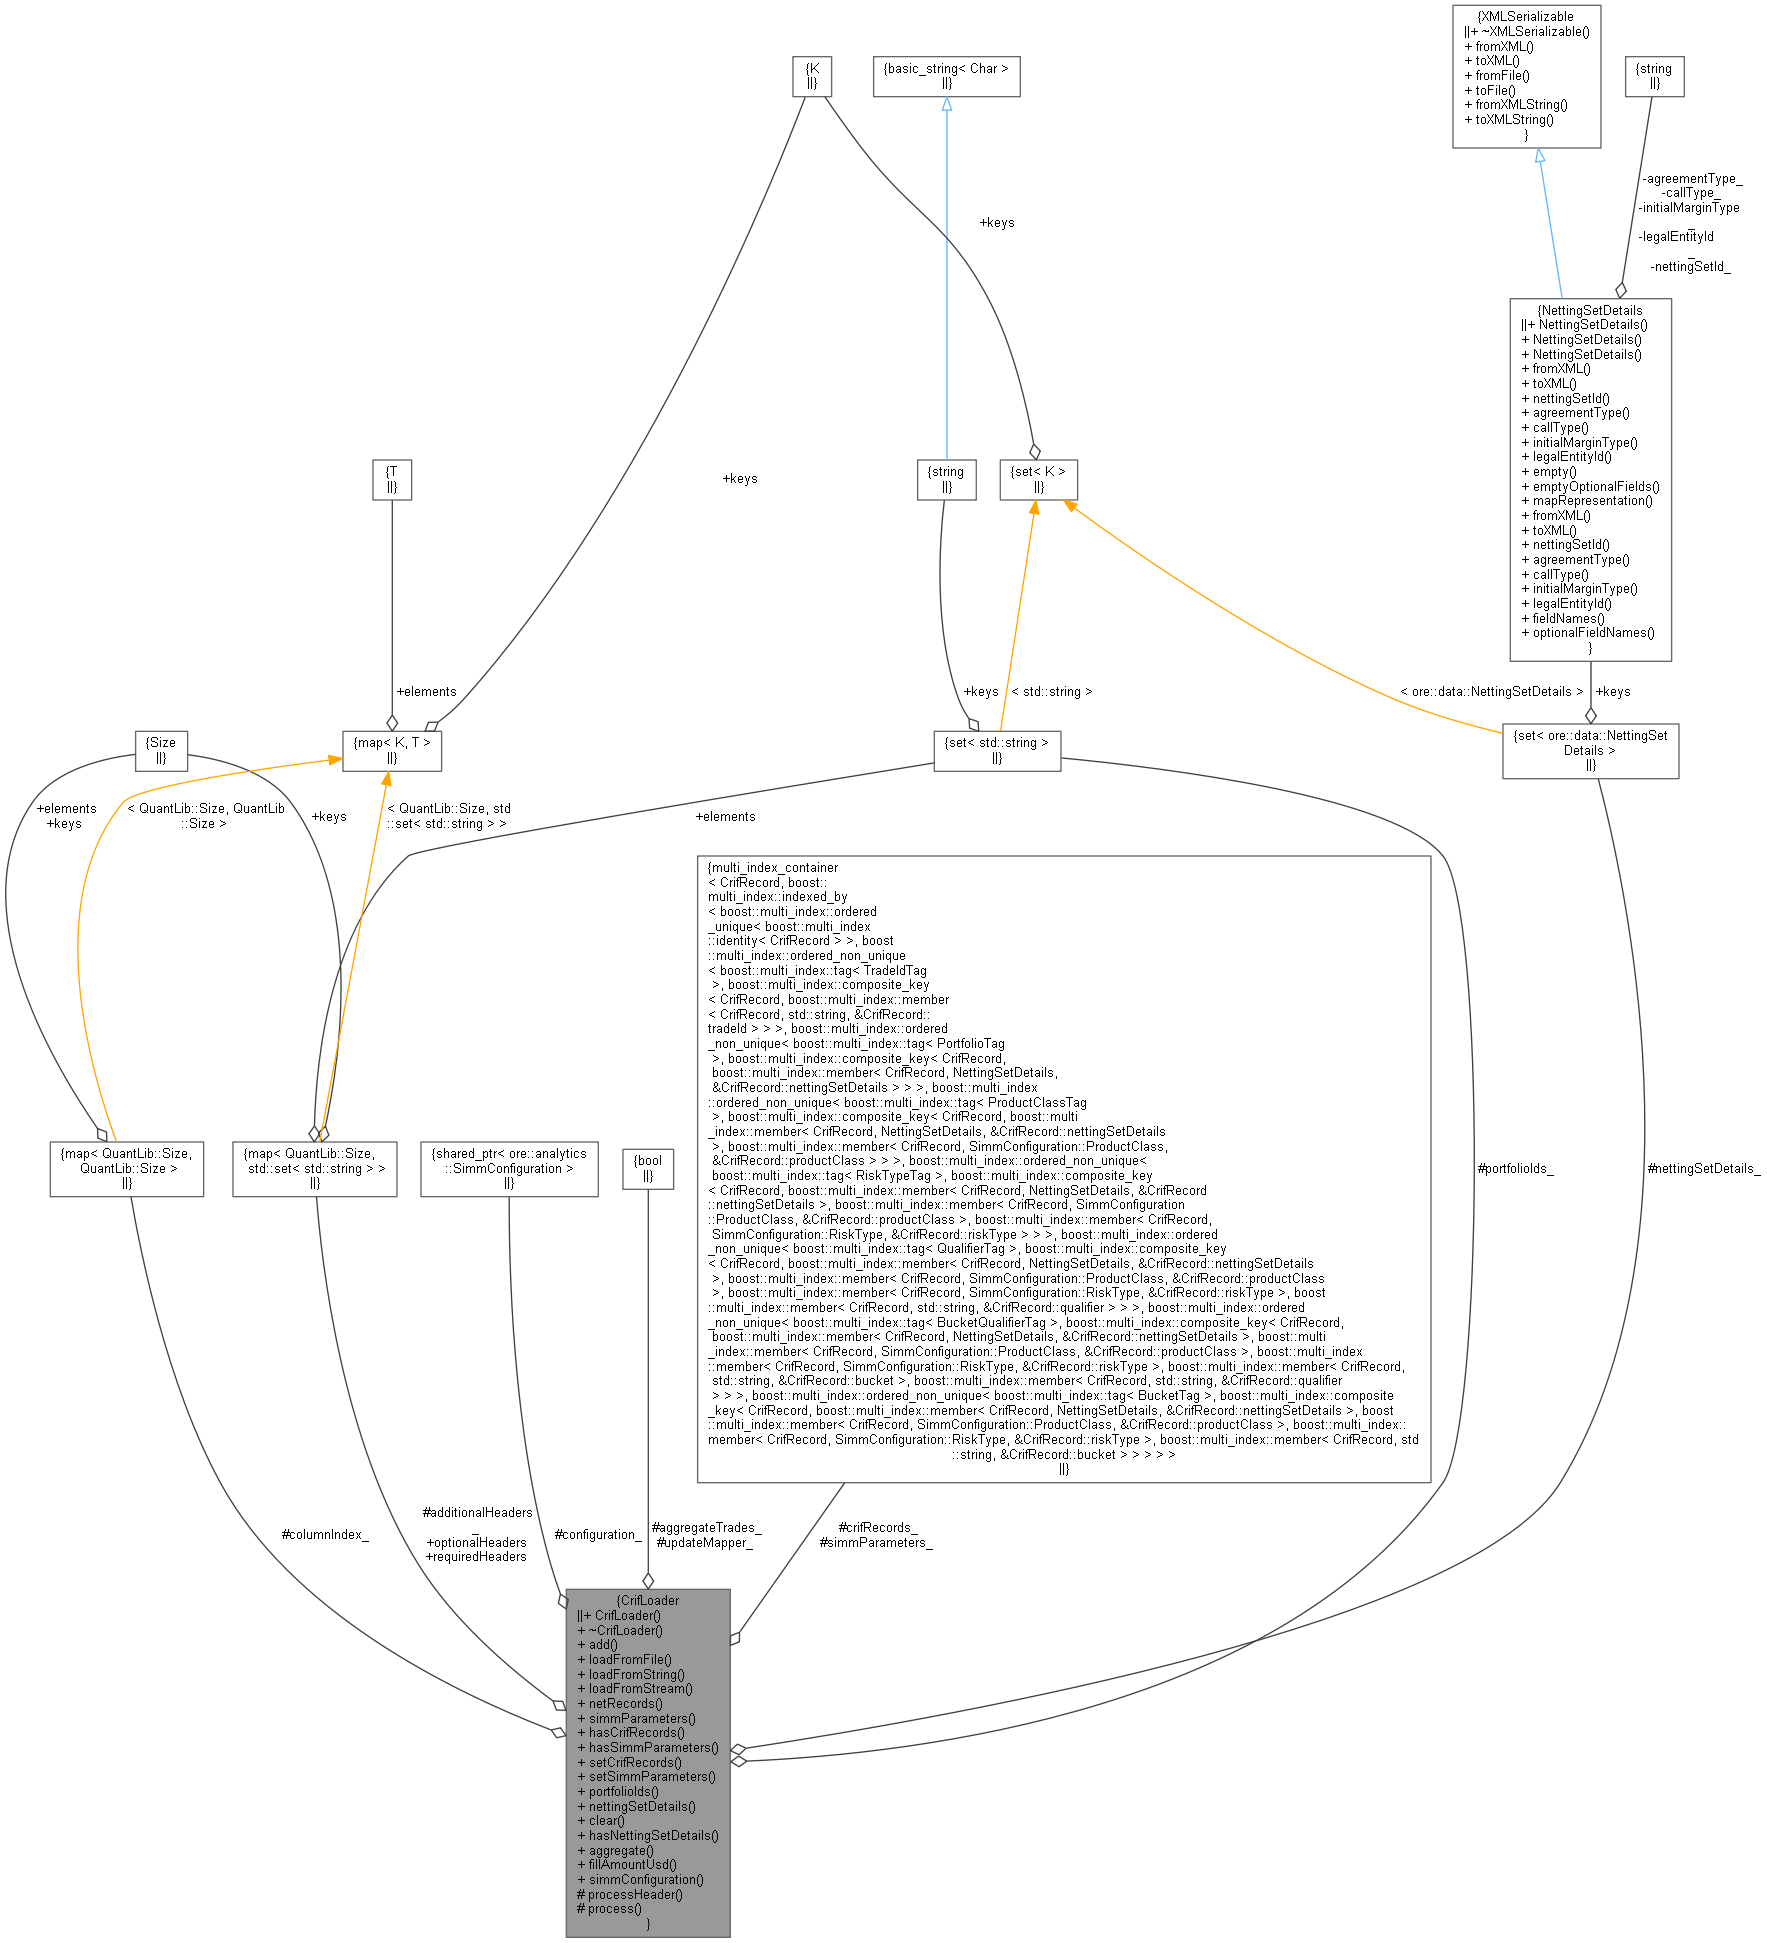 {XMLSerializable
||+ ~XMLSerializable()
+ fromXML()
+ toXML()
+ fromFile()
+ toFile()
+ fromXMLString()
+ toXMLString()
}
{K
||}
{basic_string< Char >
||}
{string
||}
-agreementType_
-callType_
-initialMarginType
_
-legalEntityId
_
-nettingSetId_
+keys
{NettingSetDetails
||+ NettingSetDetails()
+ NettingSetDetails()
+ NettingSetDetails()
+ fromXML()
+ toXML()
+ nettingSetId()
+ agreementType()
+ callType()
+ initialMarginType()
+ legalEntityId()
+ empty()
+ emptyOptionalFields()
+ mapRepresentation()
+ fromXML()
+ toXML()
+ nettingSetId()
+ agreementType()
+ callType()
+ initialMarginType()
+ legalEntityId()
+ fieldNames()
+ optionalFieldNames()
}
{T
||}
+keys
{string
||}
{set< K >
||}
+elements
+keys
< std::string >
< ore::data::NettingSetDetails >
+keys
{Size
||}
{map< K, T >
||}
{set< std::string >
||}
{set< ore::data::NettingSet
Details >
||}
+elements
+keys
< QuantLib::Size, QuantLib
::Size >
+keys
< QuantLib::Size, std
::set< std::string > >
+elements
{multi_index_container
< CrifRecord, boost::
multi_index::indexed_by
< boost::multi_index::ordered
_unique< boost::multi_index
::identity< CrifRecord > >, boost
::multi_index::ordered_non_unique
< boost::multi_index::tag< TradeIdTag
>, boost::multi_index::composite_key
< CrifRecord, boost::multi_index::member
< CrifRecord, std::string, &CrifRecord::
tradeId > > >, boost::multi_index::ordered
_non_unique< boost::multi_index::tag< PortfolioTag
>, boost::multi_index::composite_key< CrifRecord,
boost::multi_index::member< CrifRecord, NettingSetDetails,
&CrifRecord::nettingSetDetails > > >, boost::multi_index
::ordered_non_unique< boost::multi_index::tag< ProductClassTag
>, boost::multi_index::composite_key< CrifRecord, boost::multi
_index::member< CrifRecord, NettingSetDetails, &CrifRecord::nettingSetDetails
>, boost::multi_index::member< CrifRecord, SimmConfiguration::ProductClass,
&CrifRecord::productClass > > >, boost::multi_index::ordered_non_unique<
boost::multi_index::tag< RiskTypeTag >, boost::multi_index::composite_key
< CrifRecord, boost::multi_index::member< CrifRecord, NettingSetDetails, &CrifRecord
::nettingSetDetails >, boost::multi_index::member< CrifRecord, SimmConfiguration
::ProductClass, &CrifRecord::productClass >, boost::multi_index::member< CrifRecord,
SimmConfiguration::RiskType, &CrifRecord::riskType > > >, boost::multi_index::ordered
_non_unique< boost::multi_index::tag< QualifierTag >, boost::multi_index::composite_key
< CrifRecord, boost::multi_index::member< CrifRecord, NettingSetDetails, &CrifRecord::nettingSetDetails
>, boost::multi_index::member< CrifRecord, SimmConfiguration::ProductClass, &CrifRecord::productClass
>, boost::multi_index::member< CrifRecord, SimmConfiguration::RiskType, &CrifRecord::riskType >, boost
::multi_index::member< CrifRecord, std::string, &CrifRecord::qualifier > > >, boost::multi_index::ordered
_non_unique< boost::multi_index::tag< BucketQualifierTag >, boost::multi_index::composite_key< CrifRecord,
boost::multi_index::member< CrifRecord, NettingSetDetails, &CrifRecord::nettingSetDetails >, boost::multi
_index::member< CrifRecord, SimmConfiguration::ProductClass, &CrifRecord::productClass >, boost::multi_index
::member< CrifRecord, SimmConfiguration::RiskType, &CrifRecord::riskType >, boost::multi_index::member< CrifRecord,
std::string, &CrifRecord::bucket >, boost::multi_index::member< CrifRecord, std::string, &CrifRecord::qualifier
> > >, boost::multi_index::ordered_non_unique< boost::multi_index::tag< BucketTag >, boost::multi_index::composite
_key< CrifRecord, boost::multi_index::member< CrifRecord, NettingSetDetails, &CrifRecord::nettingSetDetails >, boost
::multi_index::member< CrifRecord, SimmConfiguration::ProductClass, &CrifRecord::productClass >, boost::multi_index::
member< CrifRecord, SimmConfiguration::RiskType, &CrifRecord::riskType >, boost::multi_index::member< CrifRecord, std
::string, &CrifRecord::bucket > > > > >
||}
{map< QuantLib::Size,
QuantLib::Size >
||}
{map< QuantLib::Size,
std::set< std::string > >
||}
{shared_ptr< ore::analytics
::SimmConfiguration >
||}
{bool
||}
#portfolioIds_
#nettingSetDetails_
#columnIndex_
#additionalHeaders
_
+optionalHeaders
+requiredHeaders
#configuration_
#aggregateTrades_
#updateMapper_
#crifRecords_
#simmParameters_
{CrifLoader
||+ CrifLoader()
+ ~CrifLoader()
+ add()
+ loadFromFile()
+ loadFromString()
+ loadFromStream()
+ netRecords()
+ simmParameters()
+ hasCrifRecords()
+ hasSimmParameters()
+ setCrifRecords()
+ setSimmParameters()
+ portfolioIds()
+ nettingSetDetails()
+ clear()
+ hasNettingSetDetails()
+ aggregate()
+ fillAmountUsd()
+ simmConfiguration()
# processHeader()
# process()
}